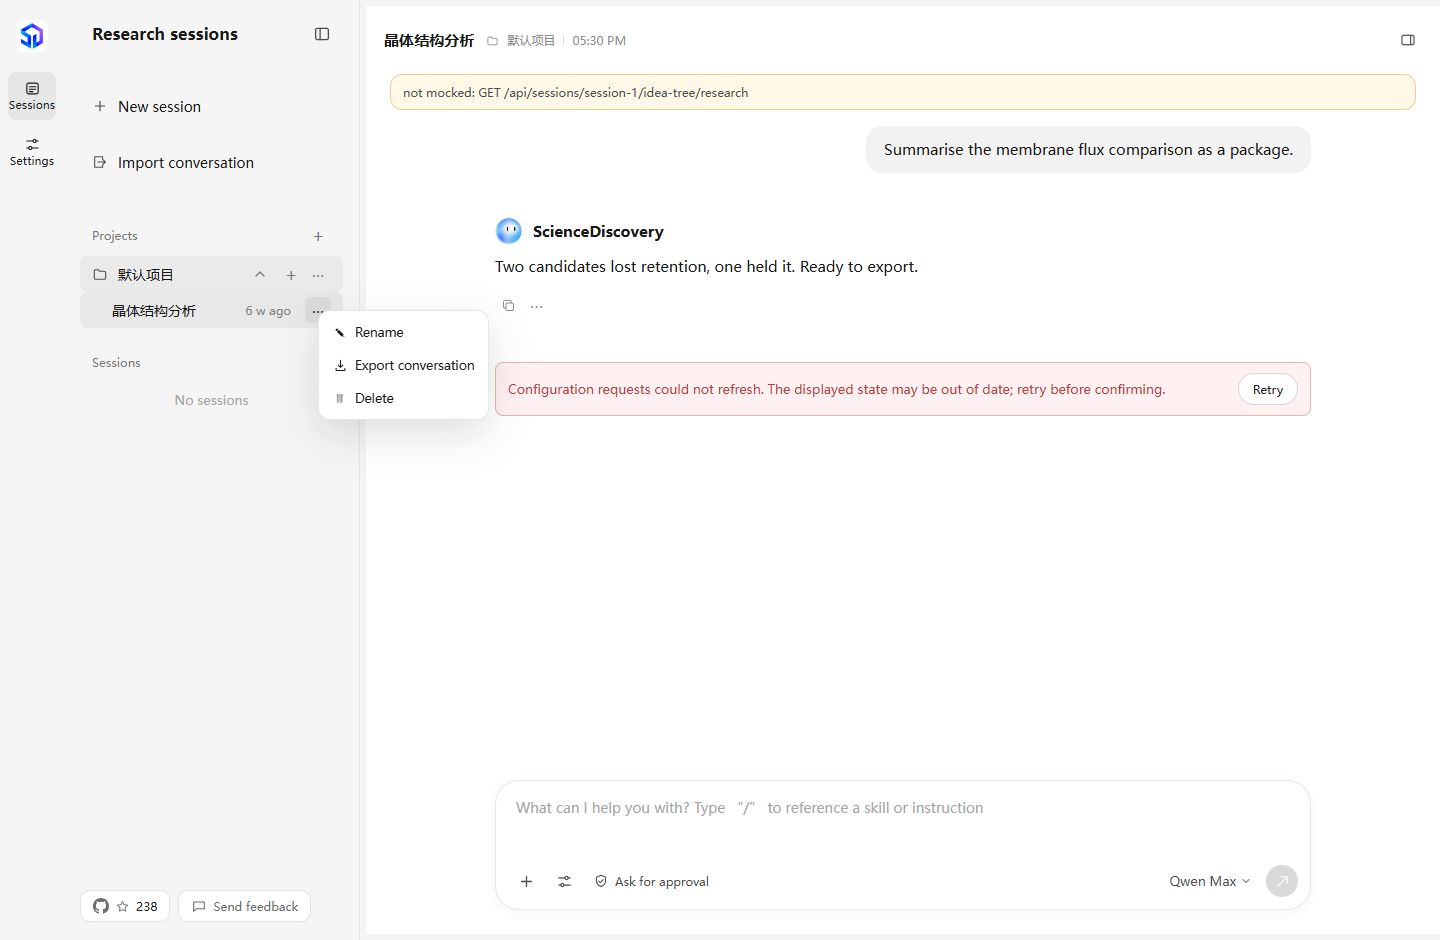 Research sessions
Sessions
Settings
New session
Import conversation
Projects
默认项目
晶体结构分析
6 w ago
Rename
Export conversation
Delete
Sessions
No sessions
238
Send feedback
晶体结构分析
默认项目
05:30 PM
not mocked: GET /api/sessions/session-1/idea-tree/research
Summarise the membrane flux comparison as a package.
ScienceDiscovery
Two candidates lost retention, one held it. Ready to export.
Configuration requests could not refresh. The displayed state may be out of date; retry before confirming.
Retry
What can I help you with? Type “/” to reference a skill or instruction
Ask for approval
Qwen Max